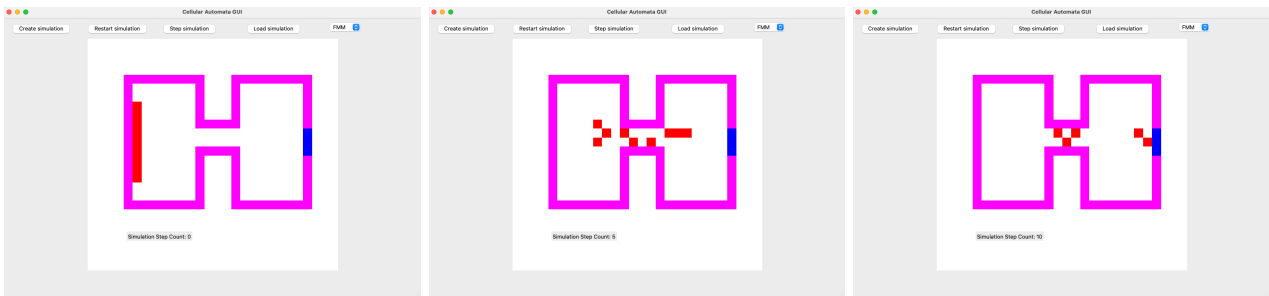 Cellular Automata GUI
Create simulation Restart simulation Step simulation Load simulation FMM
Simulation Step Count: 0
Cellular Automata GUI
Create simulation Restart simulation Step simulation Load simulation FMM
Simulation Step Count: 5
Cellular Automata GUI
Create simulation Restart simulation Step simulation Load simulation FMM
Simulation Step Count: 10